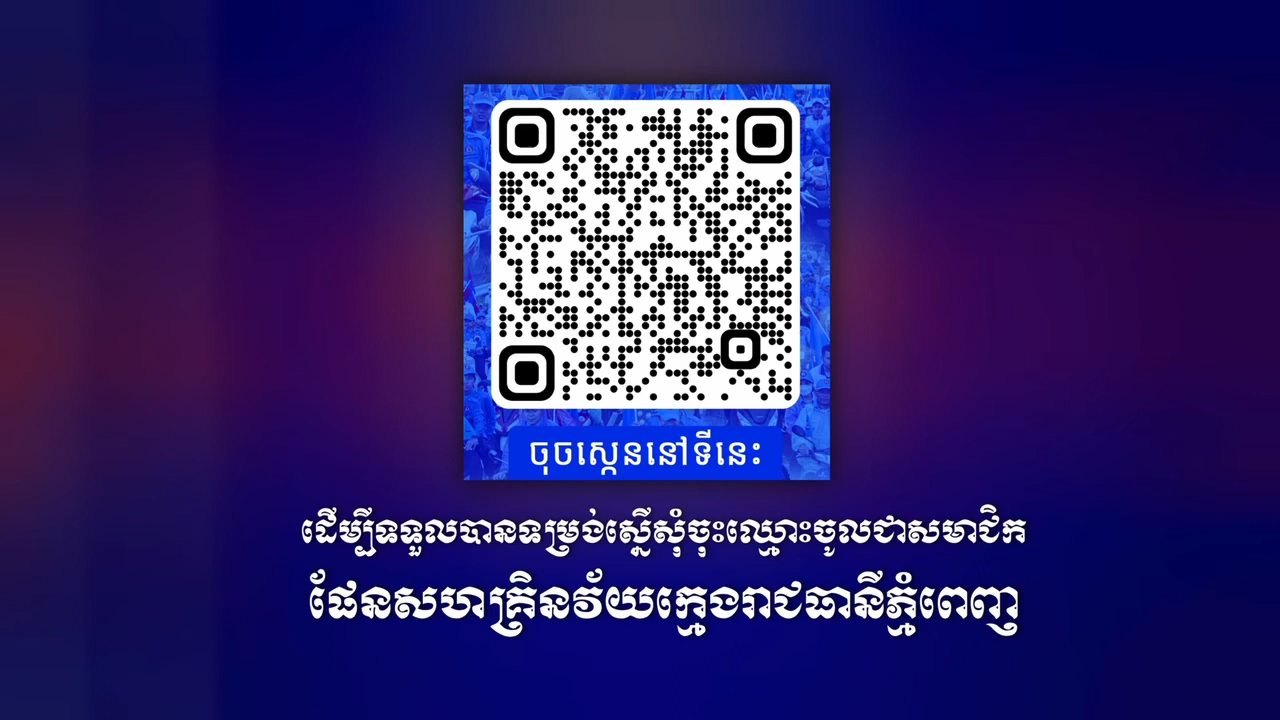 ចុចស្កេននៅទីនេះ
ដើម្បីទទួលបានទម្រង់ស្នើសុំចុះឈ្មោះចូលជាសមាជិក
ផែនសហគ្រិនវ័យក្មេងរាជធានីភ្នំពេញ